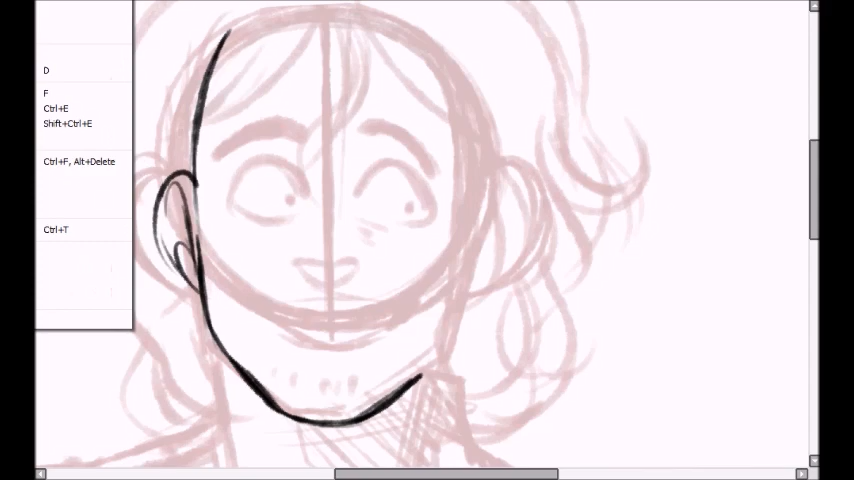 D
F
Ctrl+E
Shift+Ctrl+E
Ctrl+F, Alt+Delete
Ctrl+T